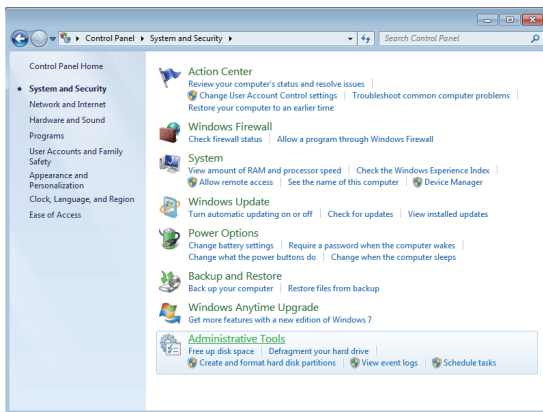 Control Panel ▸ System and Security ▸ Search Control Panel
Control Panel Home
System and Security
Network and Internet
Hardware and Sound
Programs
User Accounts and Family
Safety
Appearance and
Personalization
Clock, Language, and Region
Ease of Access
Action Center
Review your computer's status and resolve issues
Change User Account Control settings Troubleshoot common computer problems
Restore your computer to an earlier time
Windows Firewall
Check firewall status Allow a program through Windows Firewall
System
View amount of RAM and processor speed Check the Windows Experience Index
Allow remote access See the name of this computer Device Manager
Windows Update
Turn automatic updating on or off Check for updates View installed updates
Power Options
Change battery settings Require a password when the computer wakes
Change what the power buttons do Change when the computer sleeps
Backup and Restore
Back up your computer Restore files from backup
Windows Anytime Upgrade
Get more features with a new edition of Windows 7
Administrative Tools
Free up disk space Defragment your hard drive
Create and format hard disk partitions View event logs Schedule tasks